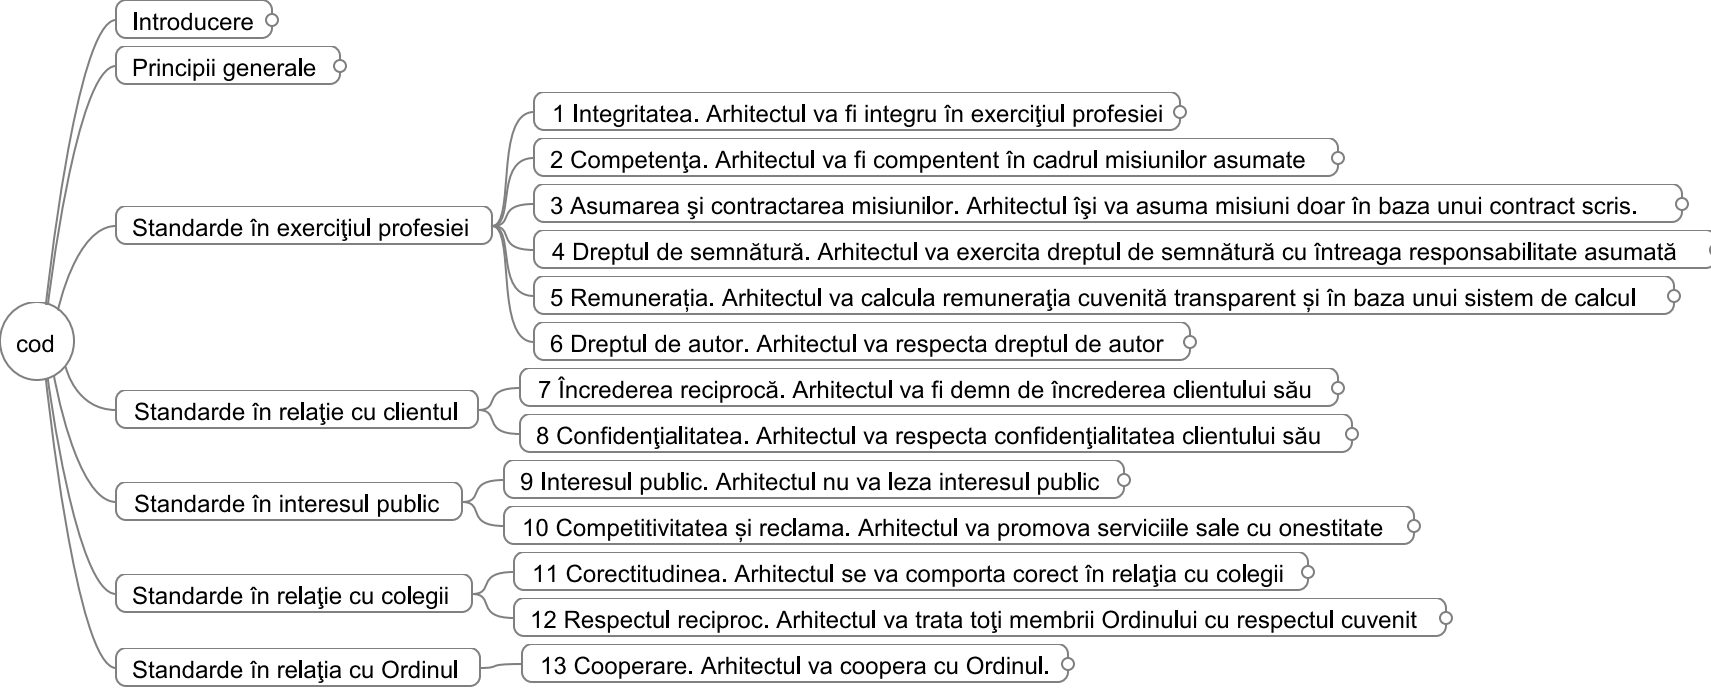 Introducere
Principii generale
1 Integritatea. Arhitectul va fi integru în exerciţiul profesiei
2 Competenţa. Arhitectul va fi compentent în cadrul misiunilor asumate
Standarde în exerciţiul profesiei
3 Asumarea şi contractarea misiunilor. Arhitectul îşi va asuma misiuni doar în baza unui contract scris.
4 Dreptul de semnătură. Arhitectul va exercita dreptul de semnătură cu întreaga responsabilitate asumată
5 Remunerația. Arhitectul va calcula remuneraţia cuvenită transparent și în baza unui sistem de calcul
6 Dreptul de autor. Arhitectul va respecta dreptul de autor
cod
Standarde în relaţie cu clientul
7 Încrederea reciprocă. Arhitectul va fi demn de încrederea clientului său
8 Confidenţialitatea. Arhitectul va respecta confidenţialitatea clientului său
Standarde în interesul public
9 Interesul public. Arhitectul nu va leza interesul public
10 Competitivitatea și reclama. Arhitectul va promova serviciile sale cu onestitate
Standarde în relaţie cu colegii
11 Corectitudinea. Arhitectul se va comporta corect în relaţia cu colegii
12 Respectul reciproc. Arhitectul va trata toţi membrii Ordinului cu respectul cuvenit
Standarde în relaţia cu Ordinul
13 Cooperare. Arhitectul va coopera cu Ordinul.